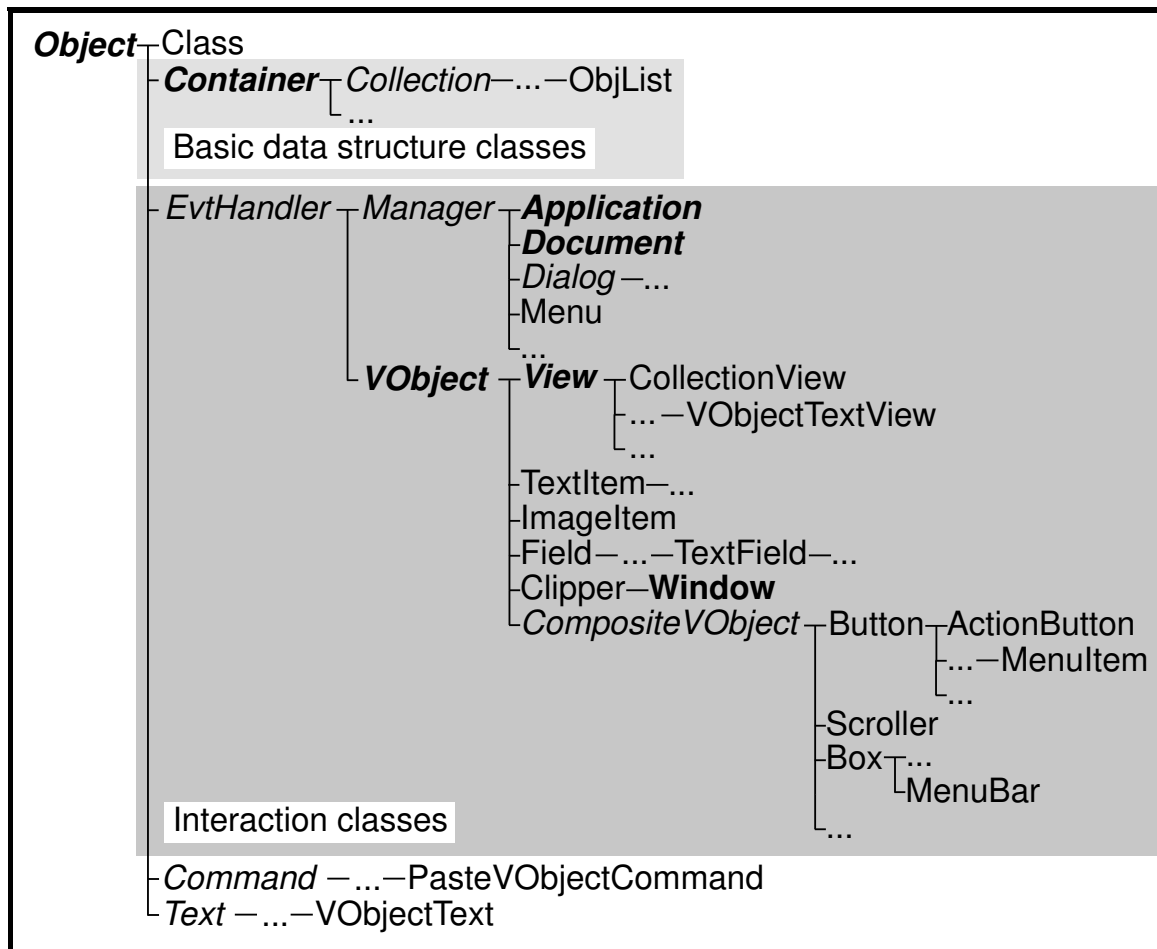 Object Class
Container Collection ... ObjList
...
Basic data structure classes
EvtHandler Manager Application
Document
Dialog ...
Menu
...
VObject View CollectionView
... VObjectTextView
...
TextItem ...
ImageItem
Field ... TextField ...
Clipper Window
CompositeVObject Button ActionButton
... MenuItem
...
Scroller
Box ...
MenuBar
Interaction classes
...
Command ... PasteVObjectCommand
Text ... VObjectText